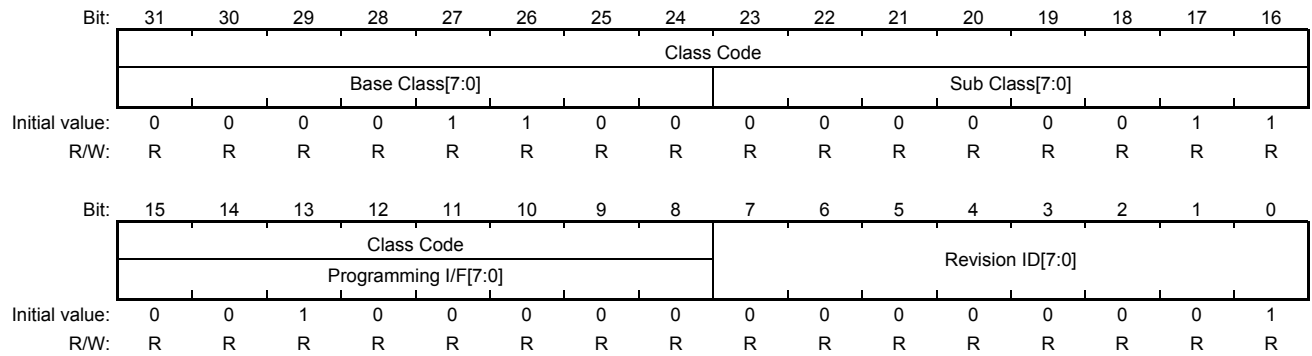 Bit: 31 30 29 28 27 26 25 24 23 22 21 20 19 18 17 16
Class Code
Base Class[7:0] Sub Class[7:0]
Initial value: 0 0 0 0 1 1 0 0 0 0 0 0 0 0 1 1
R/W: R R R R R R R R R R R R R R R R
Bit: 15 14 13 12 11 10 9 8 7 6 5 4 3 2 1 0
Class Code
Revision ID[7:0]
Programming I/F[7:0]
Initial value: 0 0 1 0 0 0 0 0 0 0 0 0 0 0 0 1
R/W: R R R R R R R R R R R R R R R R